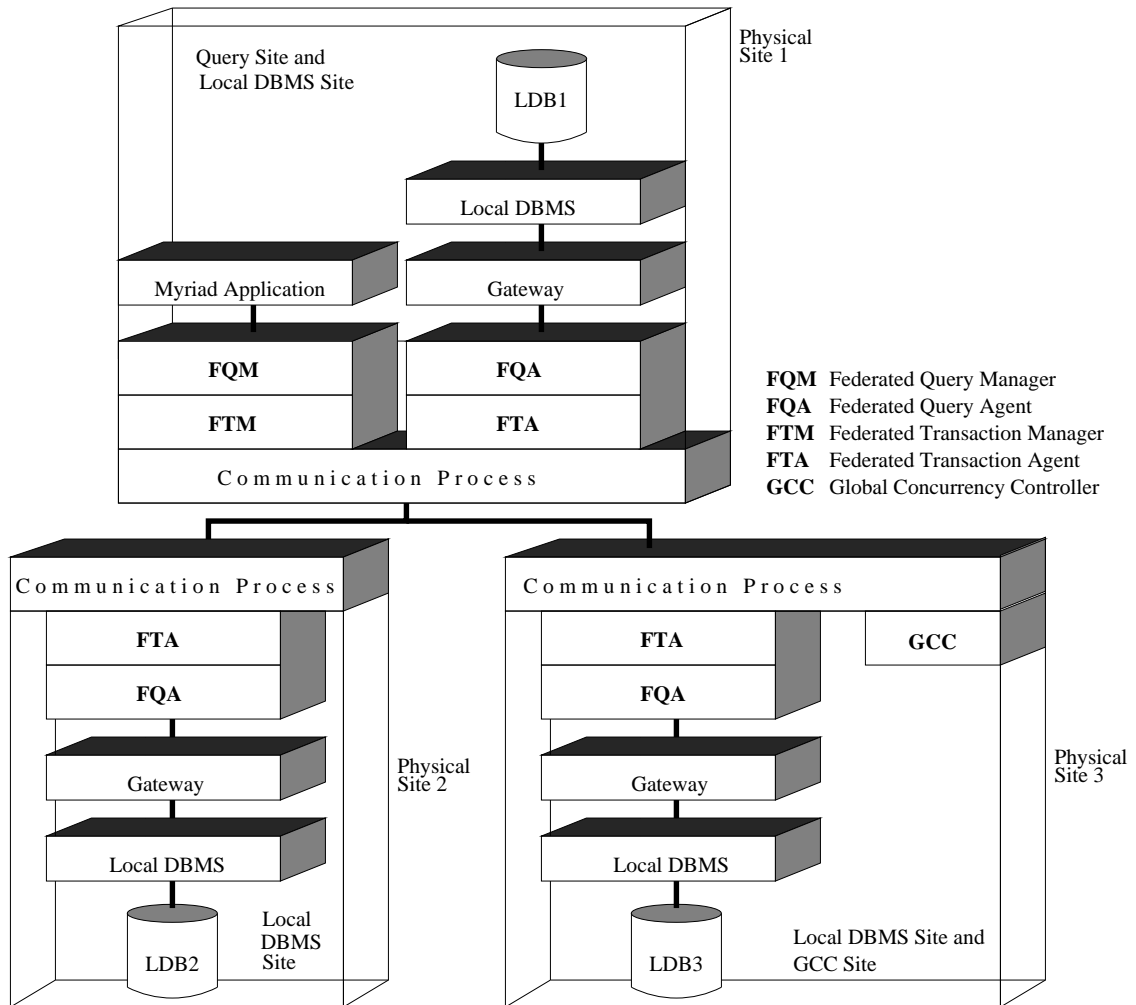 Physical
Site 1
Query Site and
Local DBMS Site
LDB1
Local DBMS
Myriad Application
Gateway
FQM
FQA
FTM
FTA
Communication Process
FQM Federated Query Manager
FQA Federated Query Agent
FTM Federated Transaction Manager
FTA Federated Transaction Agent
GCC Global Concurrency Controller
Communication Process
FTA
FQA
Gateway
Local DBMS
LDB2
Local
DBMS
Site
Physical
Site 2
Communication Process
FTA
GCC
FQA
Gateway
Local DBMS
LDB3
Local DBMS Site and
GCC Site
Physical
Site 3